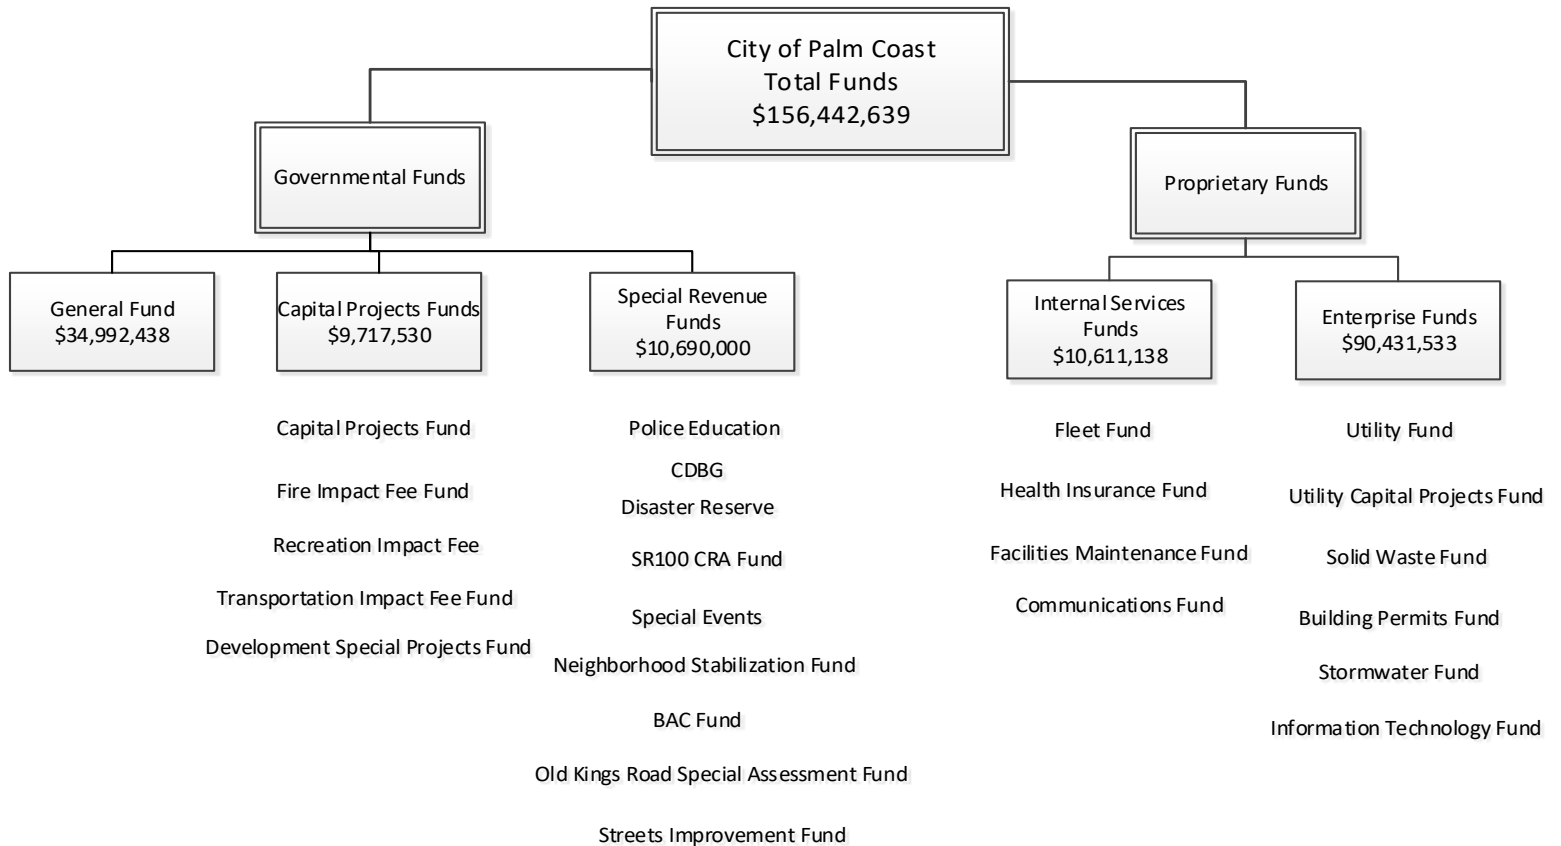 City of Palm Coast
Total Funds
$156,442,639
Governmental Funds
Proprietary Funds
General Fund
$34,992,438
Capital Projects Funds
$9,717,530
Special Revenue
Funds
$10,690,000
Internal Services
Funds
$10,611,138
Enterprise Funds
$90,431,533
Capital Projects Fund
Fire Impact Fee Fund
Recreation Impact Fee
Transportation Impact Fee Fund
Development Special Projects Fund
Police Education
CDBG
Disaster Reserve
SR100 CRA Fund
Special Events
Neighborhood Stabilization Fund
BAC Fund
Old Kings Road Special Assessment Fund
Streets Improvement Fund
Fleet Fund
Health Insurance Fund
Facilities Maintenance Fund
Communications Fund
Utility Fund
Utility Capital Projects Fund
Solid Waste Fund
Building Permits Fund
Stormwater Fund
Information Technology Fund